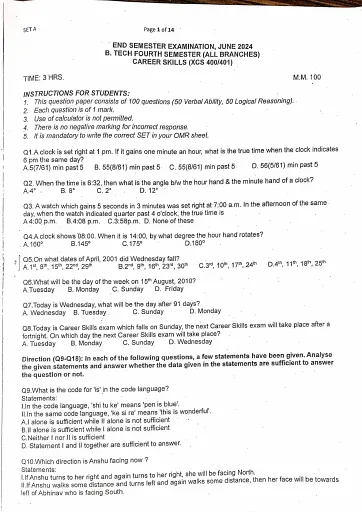 SET A
Page 1 of 14
END SEMESTER EXAMINATION, JUNE 2024
B. TECH FOURTH SEMESTER (ALL BRANCHES)
CAREER SKILLS (XCS 400/401)
TIME: 3 HRS. M.M. 100
INSTRUCTIONS FOR STUDENTS:
1. This question paper consists of 100 questions (50 Verbal Ability, 50 Logical Reasoning).
2. Each question is of 1 mark.
3. Use of calculator is not permitted.
4. There is no negative marking for incorrect response.
5. It is mandatory to write the correct SET in your OMR sheet.
Q1.A clock is set right at 1 pm. If it gains one minute an hour, what is the true time when the clock indicates
6 pm the same day?
A.5(7/61) min past 5 B. 55(8/61) min past 5 C. 55(8/61) min past 5 D. 56(5/61) min past 5
Q2. When the time is 6:32, then what is the angle b/w the hour hand & the minute hand of a clock?
A.4° B. 8° C. 2° D. 12°
Q3. A watch which gains 5 seconds in 3 minutes was set right at 7:00 a.m. In the afternoon of the same
day, when the watch indicated quarter past 4 o'clock, the true time is
A 4:00 p.m. B.4:08 p.m. C.3:58p.m. D. None of these
Q4.A clock shows 08:00. When it is 14:00, by what degree the hour hand rotates?
A.160° B.145° C.175° D.180°
Q5.On what dates of April, 2001 did Wednesday fall?
A.1st, 8th, 15th, 22nd, 29th B.2nd, 9th, 16th, 23rd, 30th C.3rd, 10th, 17th, 24th D.4th, 11th, 18th, 25th
Q6.What will be the day of the week on 15th August, 2010?
A. Tuesday B. Monday C. Sunday D. Friday
Q7.Today is Wednesday, what will be the day after 91 days?
A. Wednesday B. Tuesday C. Sunday D. Monday
Q8.Today is Career Skills exam which falls on Sunday, the next Career Skills exam will take place after a
fortnight. On which day the next Career Skills exam will take place?
A. Tuesday B. Monday C. Sunday D. Wednesday
Direction (Q9-Q18): In each of the following questions, a few statements have been given. Analyse
the given statements and answer whether the data given in the statements are sufficient to answer
the question or not.
Q9.What is the code for 'is' in the code language?
Statements:
I.In the code language, 'shi tu ke' means 'pen is blue'.
II.In the same code language, 'ke si re' means 'this is wonderful'.
A.I alone is sufficient while II alone is not sufficient
B.II alone is sufficient while I alone is not sufficient
C.Neither I nor II is sufficient
D. Statement I and II together are sufficient to answer.
Q10.Which direction is Anshu facing now ?
Statements:
I.If Anshu turns to her right and again turns to her right, she will be facing North.
II.If Anshu walks some distance and turns left and again walks some distance, then her face will be towards
left of Abhinav who is facing South.